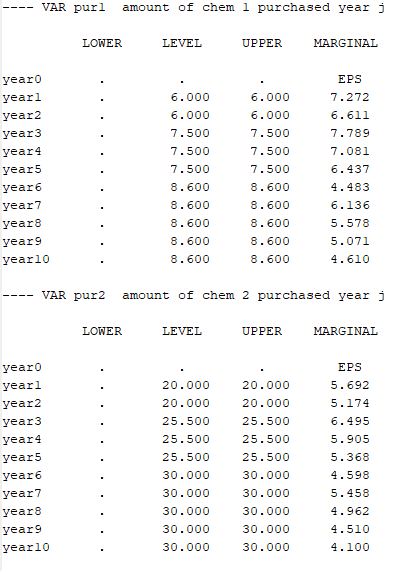 ---- VAR pur1  amount of chem 1 purchased year j
LOWER LEVEL UPPER MARGINAL
year0 . . . EPS
year1 . 6.000 6.000 7.272
year2 . 6.000 6.000 6.611
year3 . 7.500 7.500 7.789
year4 . 7.500 7.500 7.081
year5 . 7.500 7.500 6.437
year6 . 8.600 8.600 4.483
year7 . 8.600 8.600 6.136
year8 . 8.600 8.600 5.578
year9 . 8.600 8.600 5.071
year10 . 8.600 8.600 4.610
---- VAR pur2  amount of chem 2 purchased year j
LOWER LEVEL UPPER MARGINAL
year0 . . . EPS
year1 . 20.000 20.000 5.692
year2 . 20.000 20.000 5.174
year3 . 25.500 25.500 6.495
year4 . 25.500 25.500 5.905
year5 . 25.500 25.500 5.368
year6 . 30.000 30.000 4.598
year7 . 30.000 30.000 5.458
year8 . 30.000 30.000 4.962
year9 . 30.000 30.000 4.510
year10 . 30.000 30.000 4.100